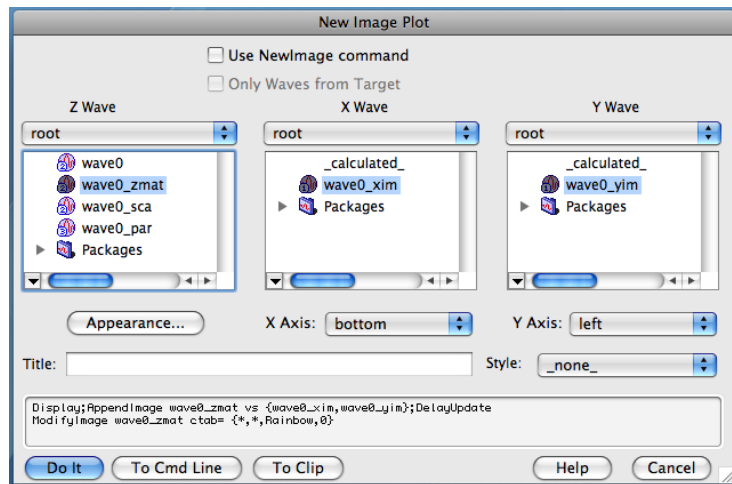 New Image Plot
Use NewImage command
Only Waves from Target
Z Wave X Wave Y Wave
root root root
wave0 _calculated_ _calculated_
wave0_zmat wave0_xim wave0_yim
wave0_sca Packages Packages
wave0_par
Packages
Appearance... X Axis: bottom Y Axis: left
Title: Style: _none_
Display;AppendImage wave0_zmat vs {wave0_xim,wave0_yim};DelayUpdate
ModifyImage wave0_zmat ctab= {*,*,Rainbow,0}
Do It To Cmd Line To Clip Help Cancel